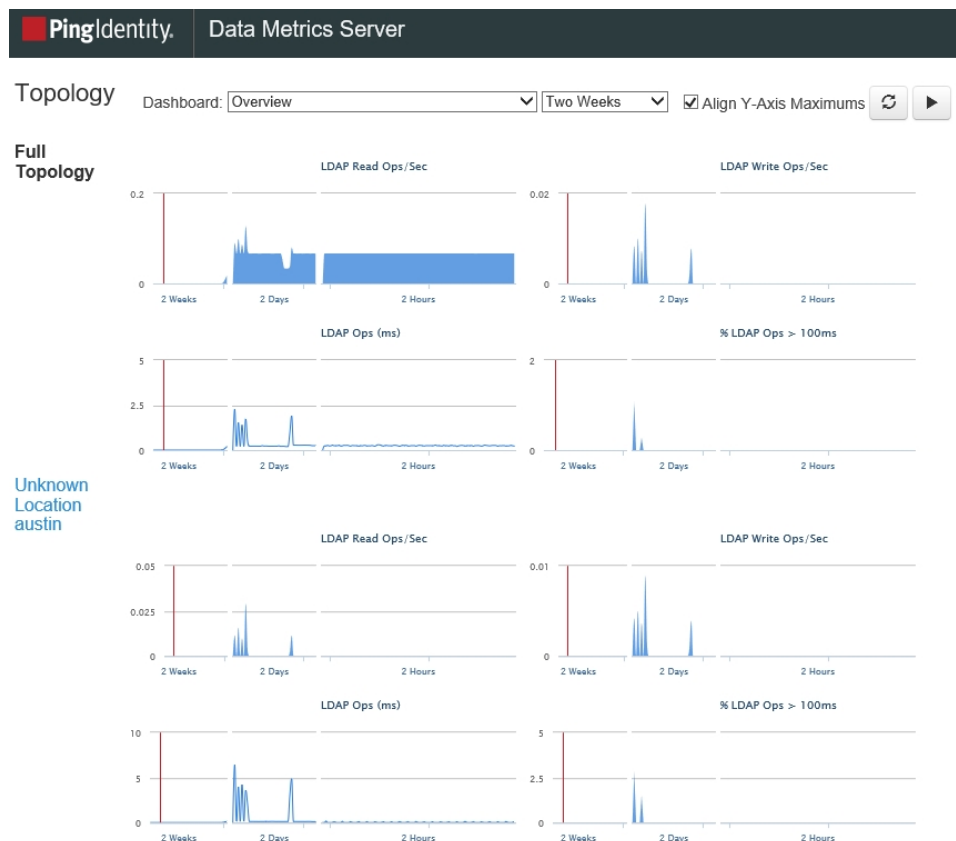 PingIdentity. Data Metrics Server
Topology
Dashboard: Overview Two Weeks Align Y-Axis Maximums
Full
Topology
LDAP Read Ops/Sec
0.2
0
2 Weeks 2 Days 2 Hours
LDAP Write Ops/Sec
0.02
0
2 Weeks 2 Days 2 Hours
LDAP Ops (ms)
5
2.5
0
2 Weeks 2 Days 2 Hours
% LDAP Ops > 100ms
2
0
2 Weeks 2 Days 2 Hours
Unknown
Location
austin
LDAP Read Ops/Sec
0.05
0.025
0
2 Weeks 2 Days 2 Hours
LDAP Write Ops/Sec
0.01
0
2 Weeks 2 Days 2 Hours
LDAP Ops (ms)
10
5
0
2 Weeks 2 Days 2 Hours
% LDAP Ops > 100ms
5
2.5
0
2 Weeks 2 Days 2 Hours